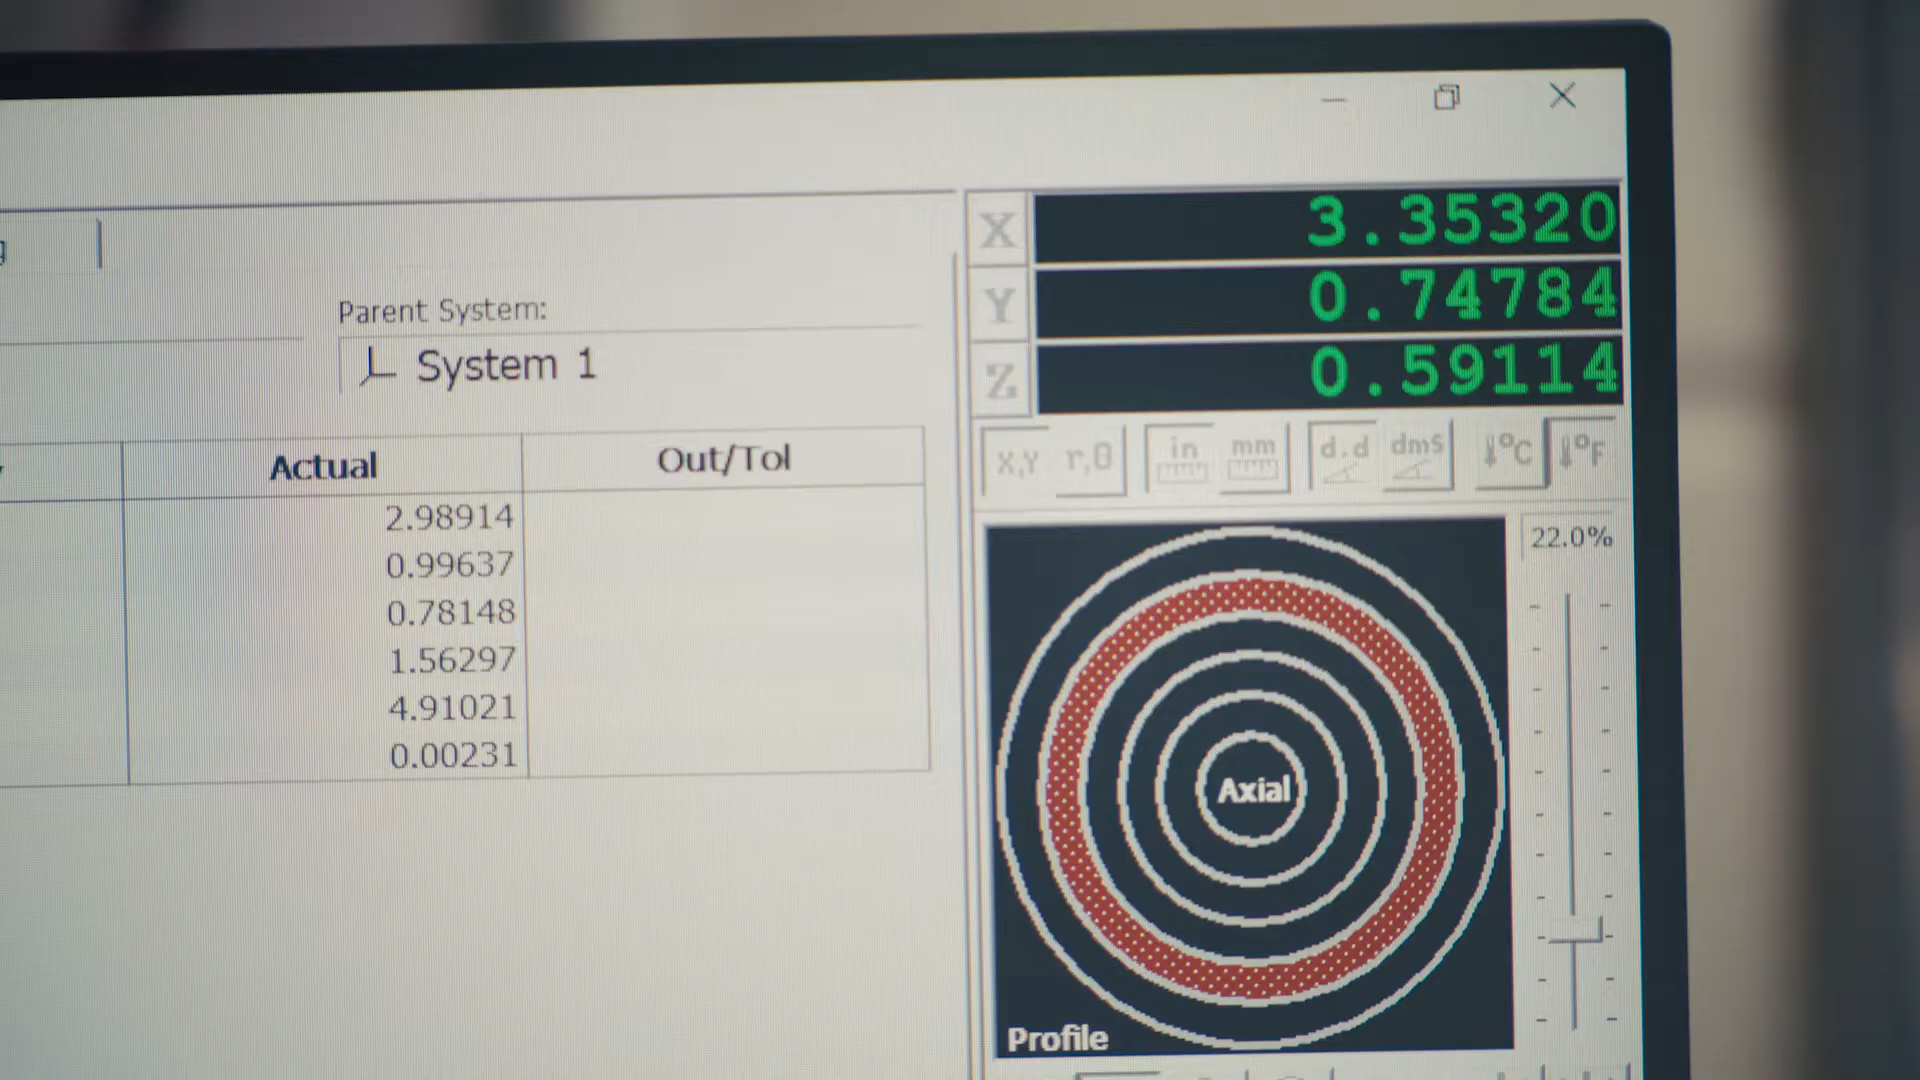 X 3.35320
Y 0.74784
Z 0.59114
Parent System:
System 1
Actual Out/Tol
2.98914
0.99637
0.78148
1.56297
4.91021
0.00231
x,y r,θ in mm d.d dms °C °F
22.0%
Axial
Profile